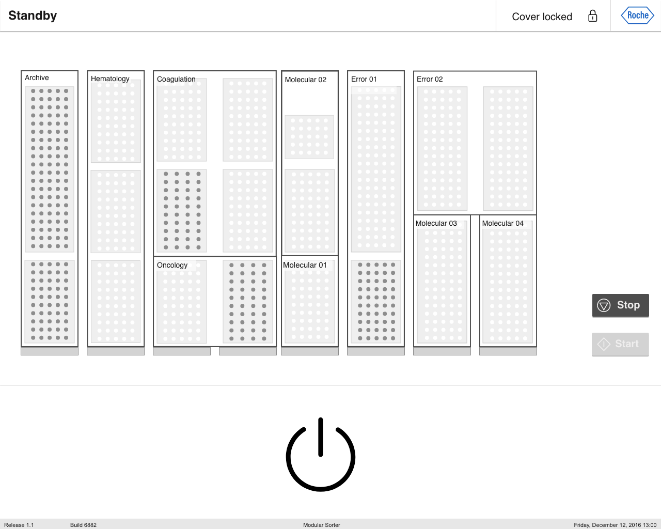 Standby
Cover locked
Roche
Archive
Hematology
Coagulation
Molecular 02
Error 01
Error 02
Molecular 03
Molecular 04
Oncology
Molecular 01
Stop
Start
Release 1.1
Build 6862
Modular Sorter
Friday, December 12, 2016 13:00